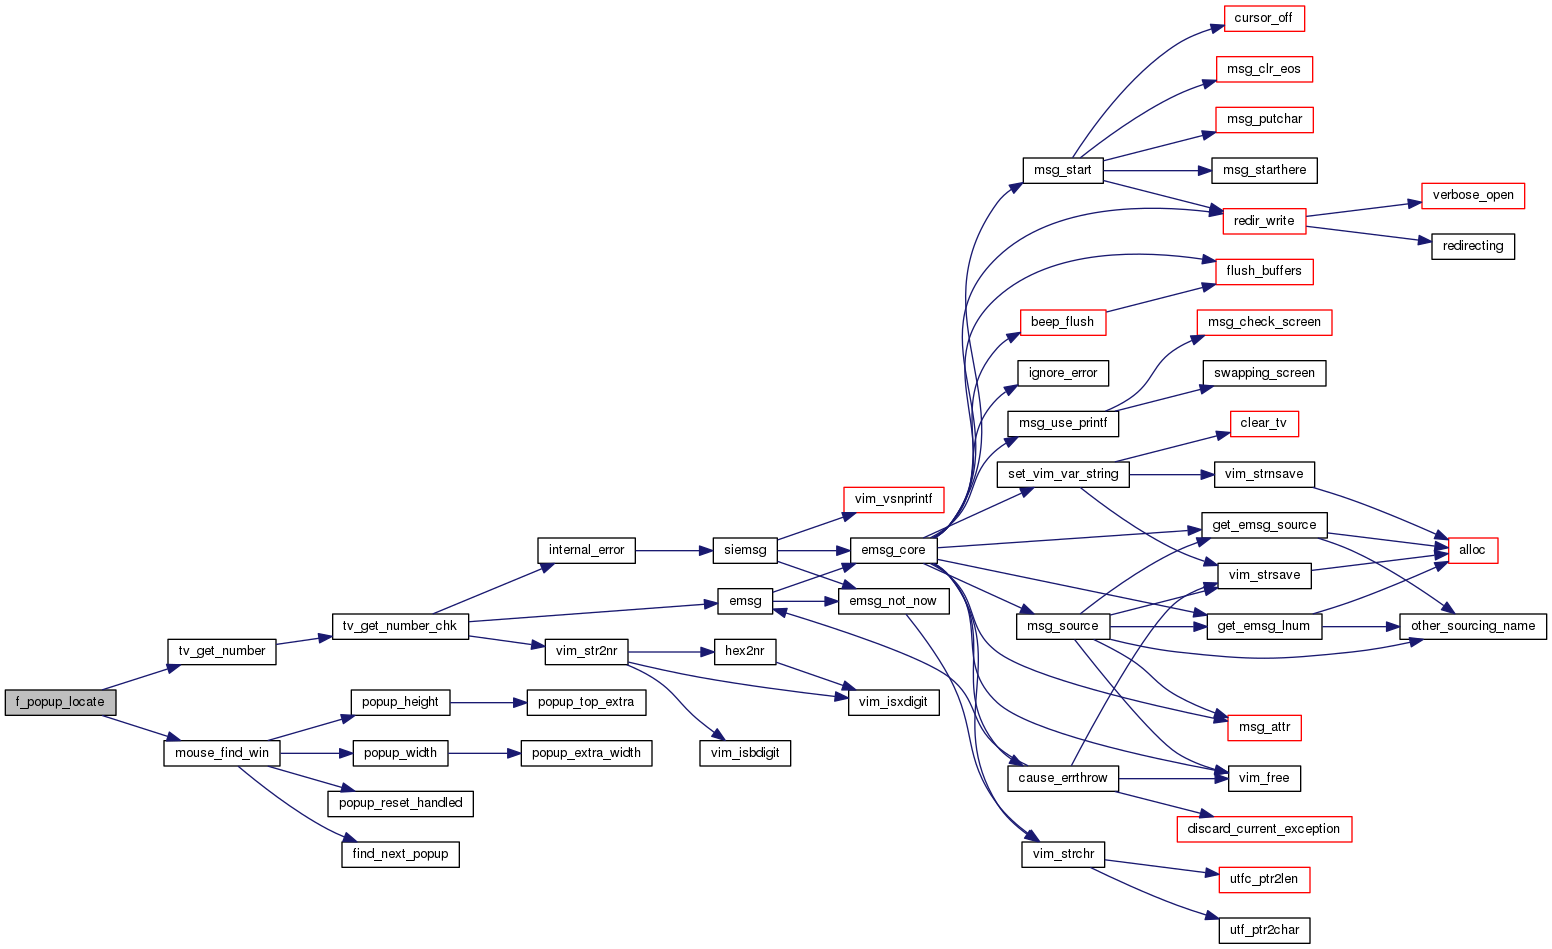 cursor_off
msg_clr_eos
msg_putchar
msg_start
msg_starthere
verbose_open
redir_write
redirecting
flush_buffers
beep_flush
msg_check_screen
ignore_error
swapping_screen
msg_use_printf
clear_tv
set_vim_var_string
vim_strnsave
vim_vsnprintf
get_emsg_source
internal_error
siemsg
emsg_core
alloc
vim_strsave
emsg
emsg_not_now
tv_get_number_chk
msg_source
get_emsg_lnum
other_sourcing_name
tv_get_number
vim_str2nr
hex2nr
f_popup_locate
popup_height
popup_top_extra
vim_isxdigit
msg_attr
mouse_find_win
popup_width
popup_extra_width
vim_isbdigit
cause_errthrow
vim_free
popup_reset_handled
discard_current_exception
find_next_popup
vim_strchr
utfc_ptr2len
utf_ptr2char